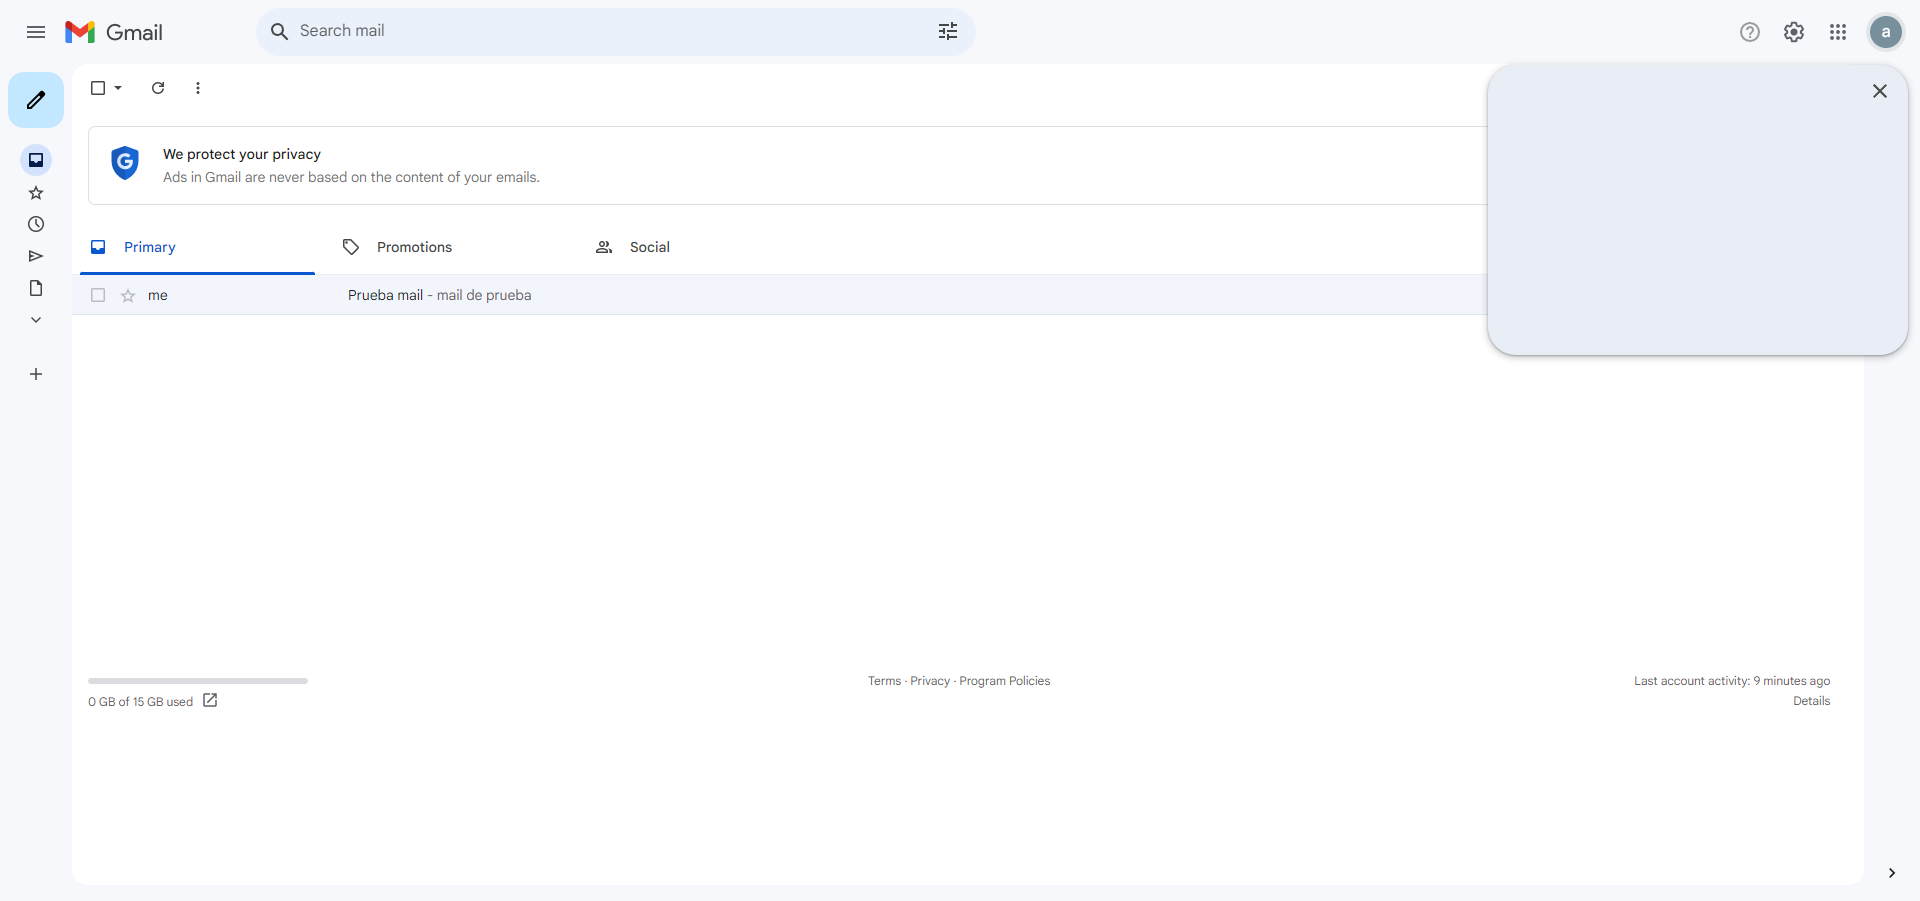 Gmail
Search mail
a
We protect your privacy
Ads in Gmail are never based on the content of your emails.
Primary
Promotions
Social
me
Prueba mail - mail de prueba
0 GB of 15 GB used
Terms · Privacy · Program Policies
Last account activity: 9 minutes ago
Details